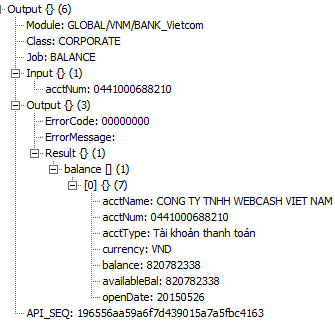 Output {} (6)
Module: GLOBAL/VNM/BANK_Vietcom
Class: CORPORATE
Job: BALANCE
Input {} (1)
acctNum: 0441000688210
Output {} (3)
ErrorCode: 00000000
ErrorMessage:
Result {} (1)
balance [] (1)
[0] {} (7)
acctName: CONG TY TNHH WEBCASH VIET NAM
acctNum: 0441000688210
acctType: Tài khoản thanh toán
currency: VND
balance: 820782338
availableBal: 820782338
openDate: 20150526
API_SEQ: 196556aa59a6f7d439015a7a5fbc4163